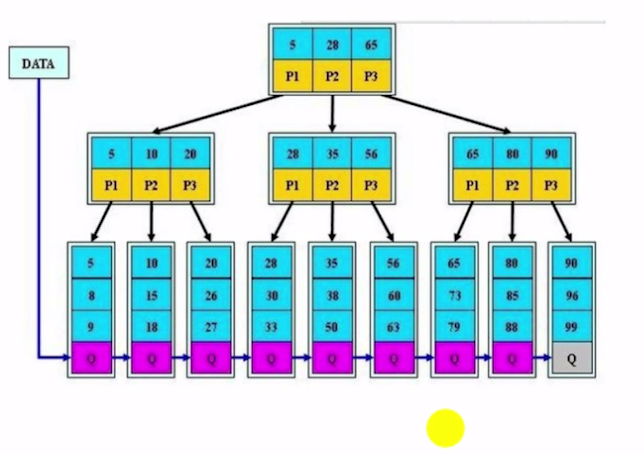 5 28 65
DATA
P1 P2 P3
5 10 20 28 35 56 65 80 90
P1 P2 P3 P1 P2 P3 P1 P2 P3
5 10 20 28 35 56 65 80 90
8 15 26 30 38 60 73 85 96
9 18 27 33 50 63 79 88 99
Q Q Q Q Q Q Q Q Q